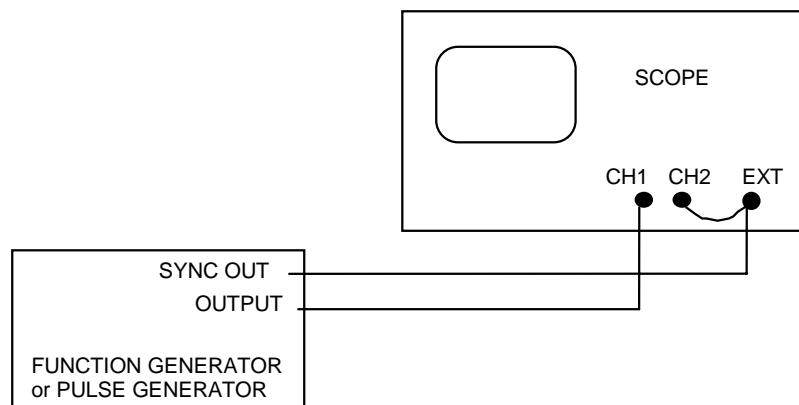 SCOPE
CH1 CH2 EXT
SYNC OUT
OUTPUT
FUNCTION GENERATOR
or PULSE GENERATOR